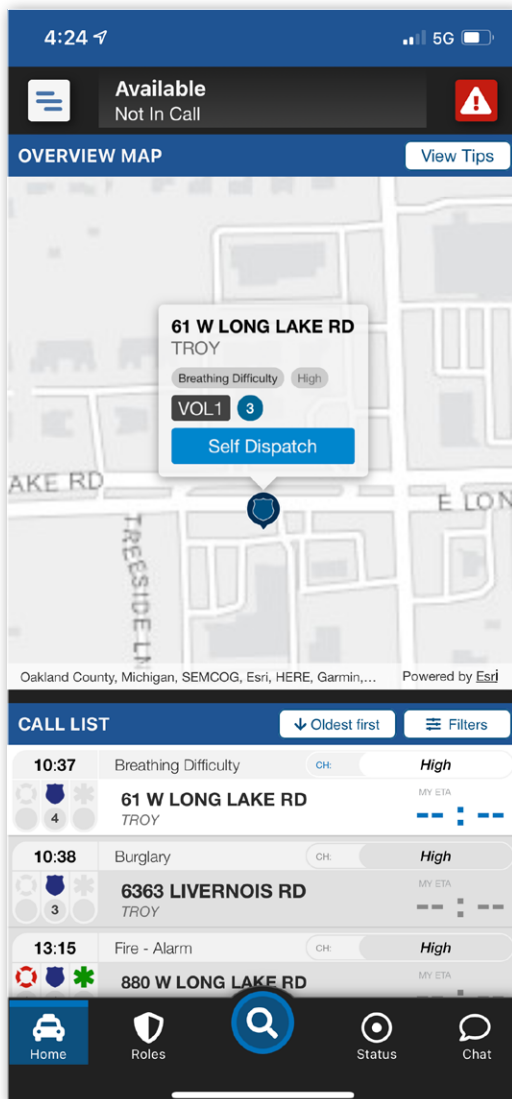 4:24
5G
Available
Not In Call
OVERVIEW MAP
View Tips
61 W LONG LAKE RD
TROY
Breathing Difficulty High
VOL1 3
Self Dispatch
AKE RD
E LON
TREESIDE LN
Oakland County, Michigan, SEMCOG, Esri, HERE, Garmin,...
Powered by Esri
CALL LIST
Oldest first
Filters
10:37 Breathing Difficulty CH: High
61 W LONG LAKE RD
MY ETA
4
TROY
-- : --
10:38 Burglary CH: High
6363 LIVERNOIS RD
MY ETA
3
TROY
-- : --
13:15 Fire - Alarm CH: High
880 W LONG LAKE RD
MY ETA
Home
Roles
Status
Chat